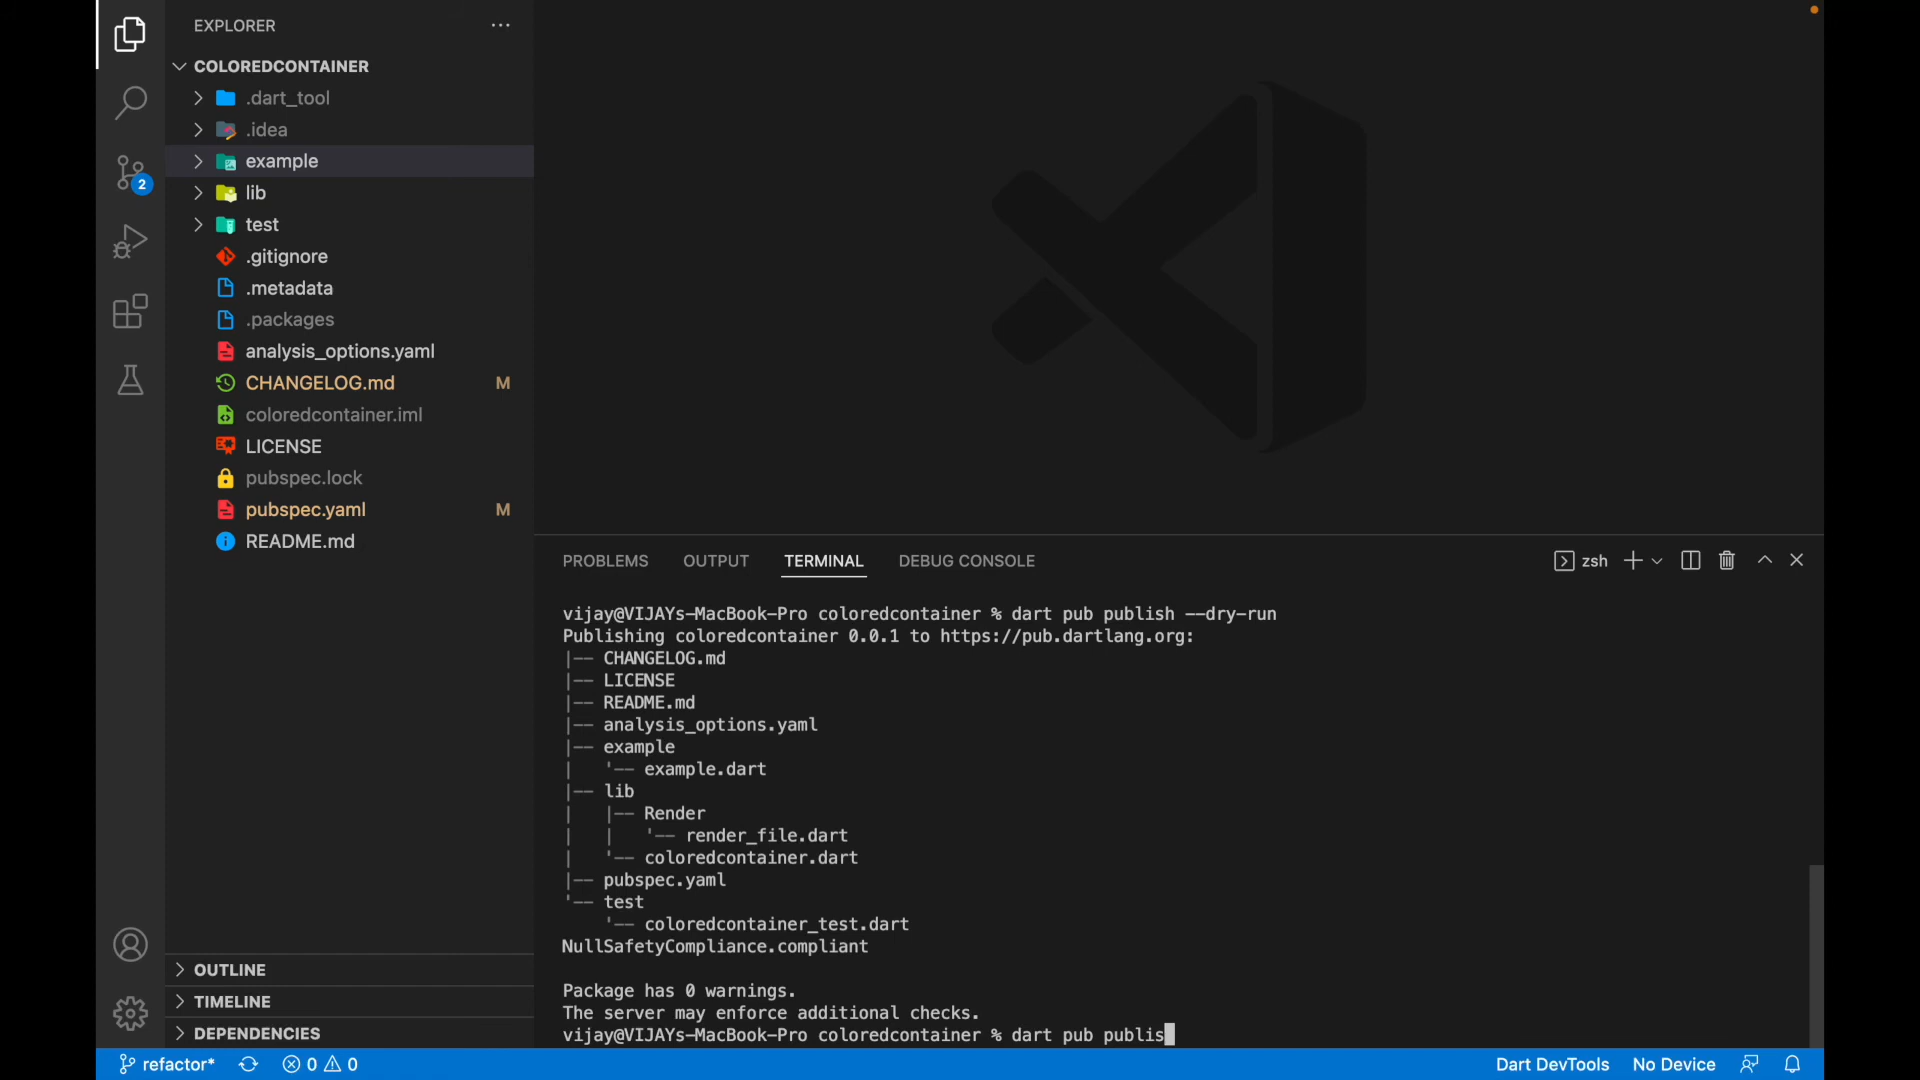 EXPLORER
COLOREDCONTAINER
.dart_tool
.idea
example
lib
test
.gitignore
.metadata
.packages
analysis_options.yaml
CHANGELOG.md M
coloredcontainer.iml
LICENSE
pubspec.lock
pubspec.yaml M
README.md
2
OUTLINE
TIMELINE
DEPENDENCIES
PROBLEMS OUTPUT TERMINAL DEBUG CONSOLE zsh
vijay@VIJAYs-MacBook-Pro coloredcontainer % dart pub publish --dry-run
Publishing coloredcontainer 0.0.1 to https://pub.dartlang.org:
|-- CHANGELOG.md
|-- LICENSE
|-- README.md
|-- analysis_options.yaml
|-- example
|   '-- example.dart
|-- lib
|   |-- Render
|   |   '-- render_file.dart
|   '-- coloredcontainer.dart
|-- pubspec.yaml
'-- test
    '-- coloredcontainer_test.dart
NullSafetyCompliance.compliant
Package has 0 warnings.
The server may enforce additional checks.
vijay@VIJAYs-MacBook-Pro coloredcontainer % dart pub publis
refactor* 0 0 Dart DevTools No Device